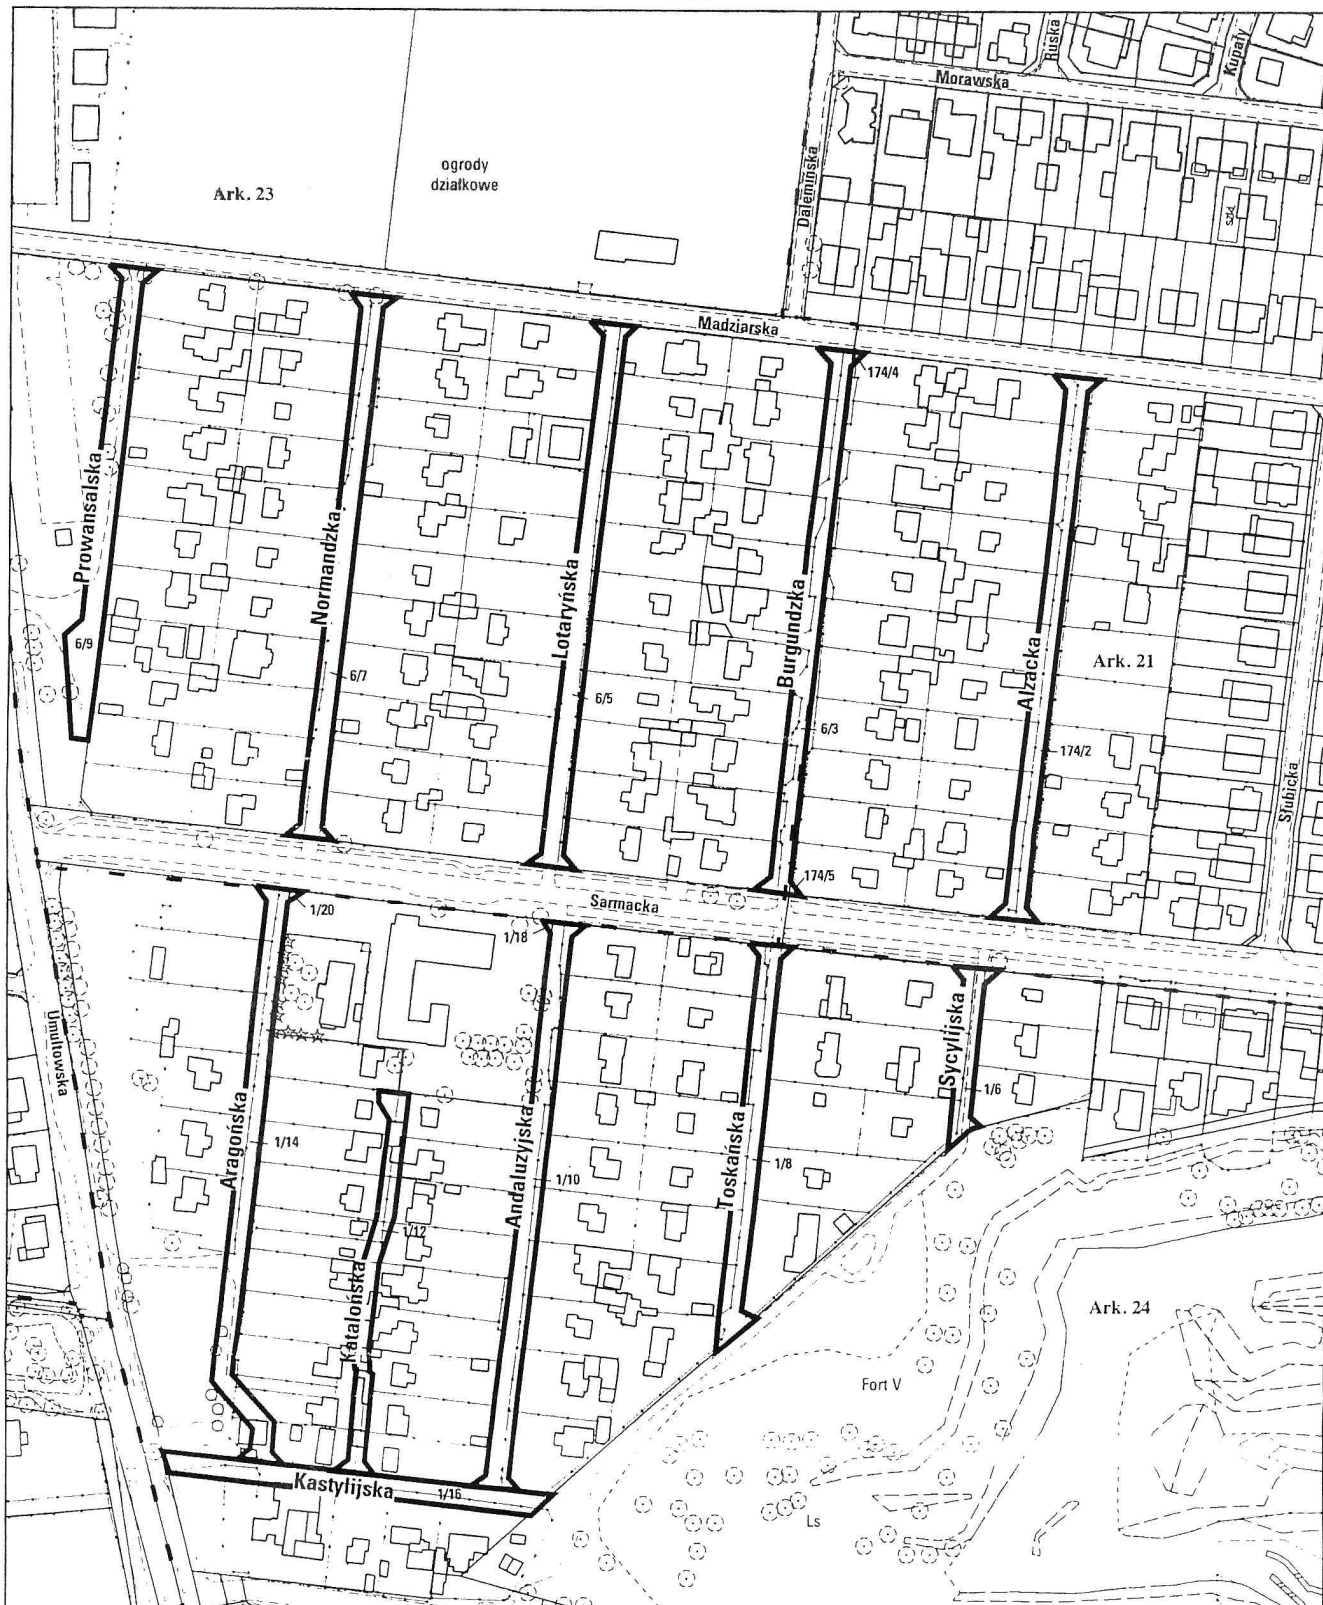 Ruska
Kupały
Morawska
ogrody
działkowe
Ark. 23
Dalemińska
szkl.
Madziarska
174/4
Prowansalska
Normandzka
Lotaryńska
Burgundzka
Alzacka
Ark. 21
6/9
6/7
6/5
6/3
174/2
Słubicka
174/5
Sarmacka
1/20
1/18
Umultowska
Sycylijska
1/6
Aragońska
1/14
Andaluzyjska
1/10
Toskańska
1/8
1/12
Katalońska
Ark. 24
Fort V
Kastylijska
1/16
Ls